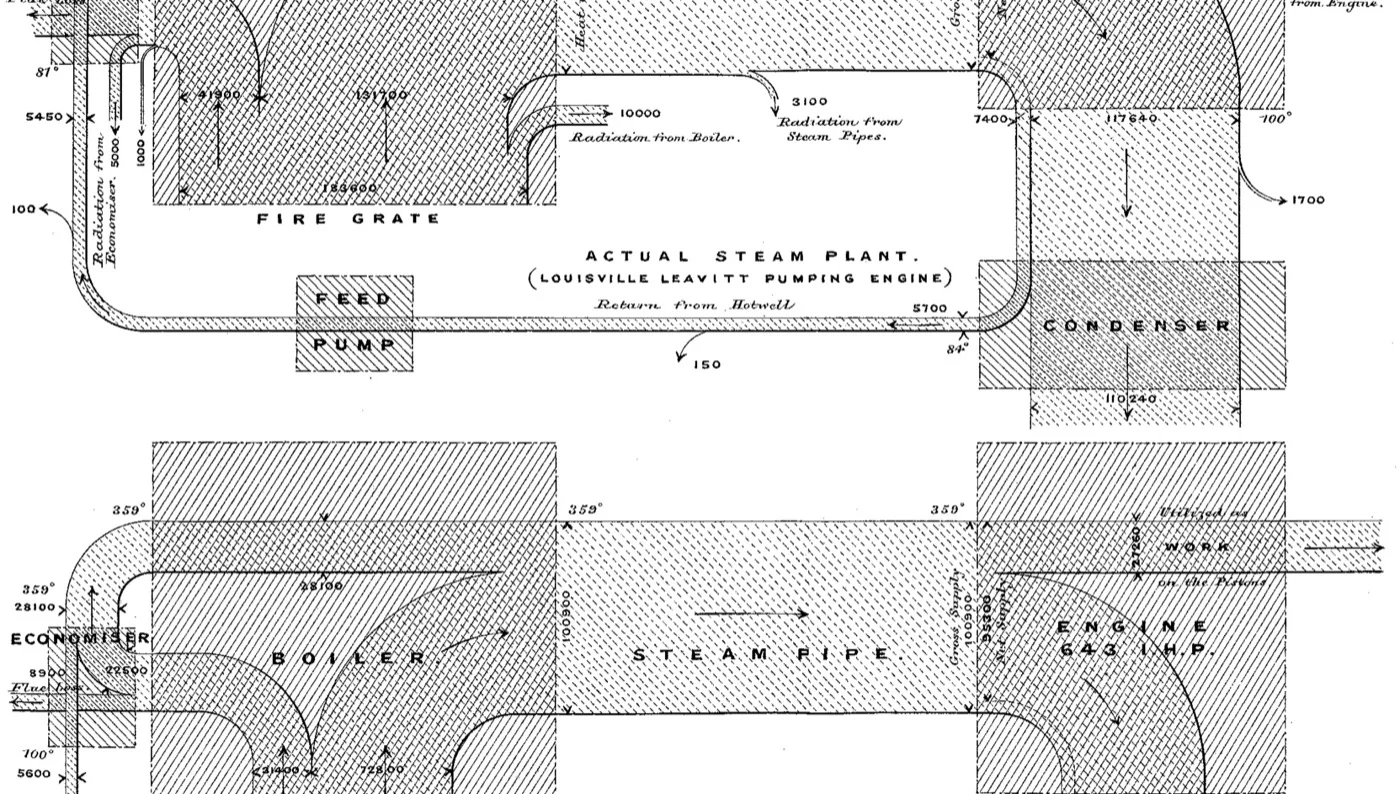 from Engine.
87°
41900
131700
10000
3100
5450
Radiation from
Economiser.
5000
1000
Radiation from Boiler.
Radiation from
Steam Pipes.
7400
117640
100°
183600
100
1700
FIRE GRATE
ACTUAL STEAM PLANT.
(LOUISVILLE LEAVITT PUMPING ENGINE)
FEED
PUMP
Return from Hotwell
5700
84°
150
CONDENSER
110240
359°
359°
359°
Utilized as
WORK
on the Pistons
27260
28100
359°
28100
ECONOMISER
8900
22500
Flue Loss.
BOILER.
100900
STEAM PIPE
Gross Supply
100900
95300
Net Supply
ENGINE
643 I.H.P.
100°
5600
31400
72800